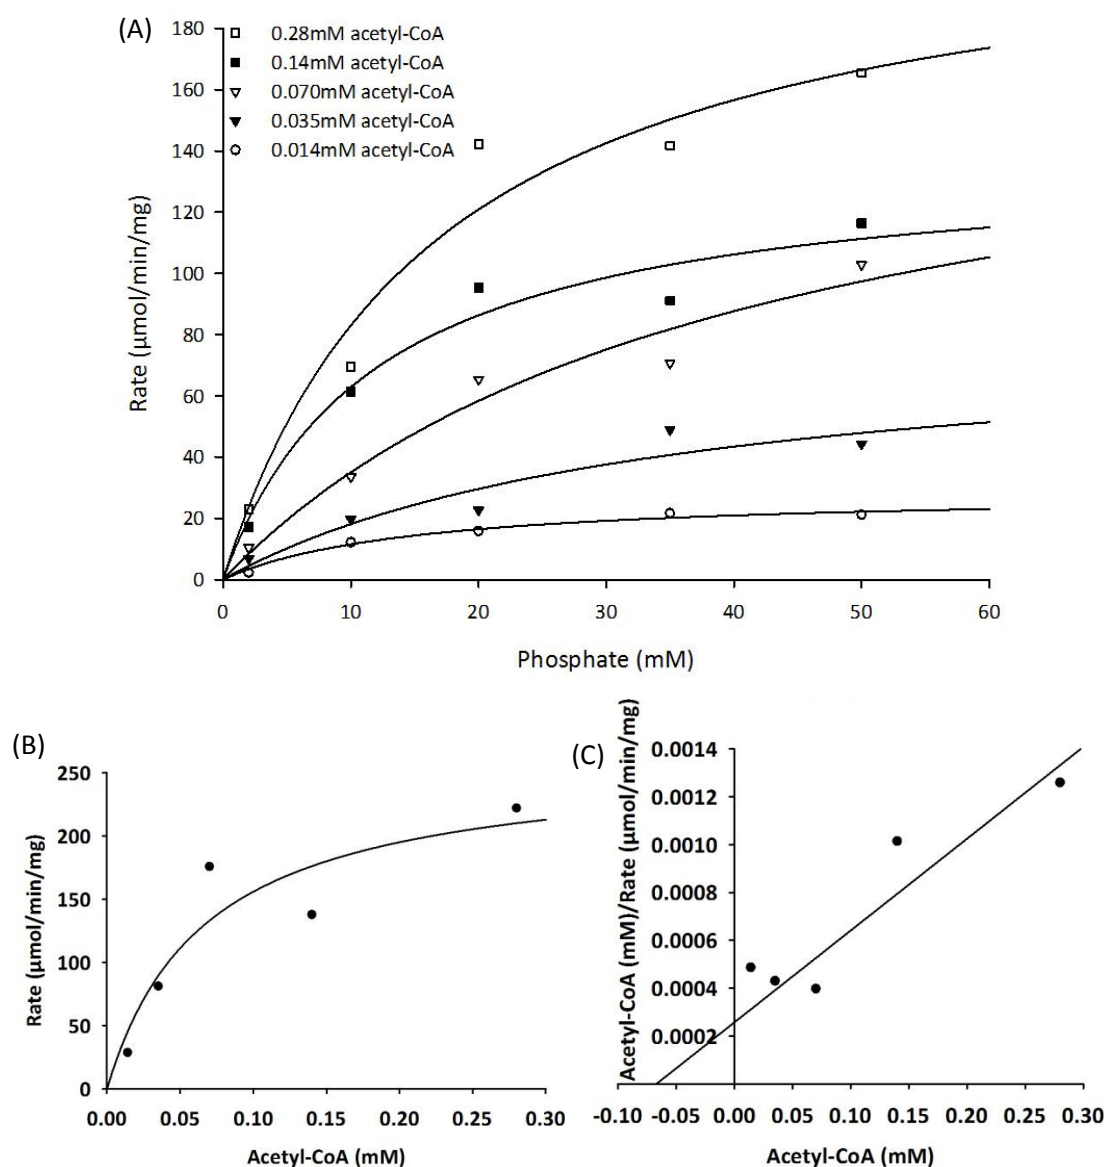 (A)
180
160
140
120
100
80
60
40
20
0
Rate (µmol/min/mg)
0.28mM acetyl-CoA
0.14mM acetyl-CoA
0.070mM acetyl-CoA
0.035mM acetyl-CoA
0.014mM acetyl-CoA
0 10 20 30 40 50 60
Phosphate (mM)
(B)
250
200
150
100
50
0
Rate (µmol/min/mg)
0.00 0.05 0.10 0.15 0.20 0.25 0.30
Acetyl-CoA (mM)
(C)
Acetyl-CoA (mM)/Rate (µmol/min/mg)
0.0014
0.0012
0.0010
0.0008
0.0006
0.0004
0.0002
-0.10 -0.05 0.00 0.05 0.10 0.15 0.20 0.25 0.30
Acetyl-CoA (mM)